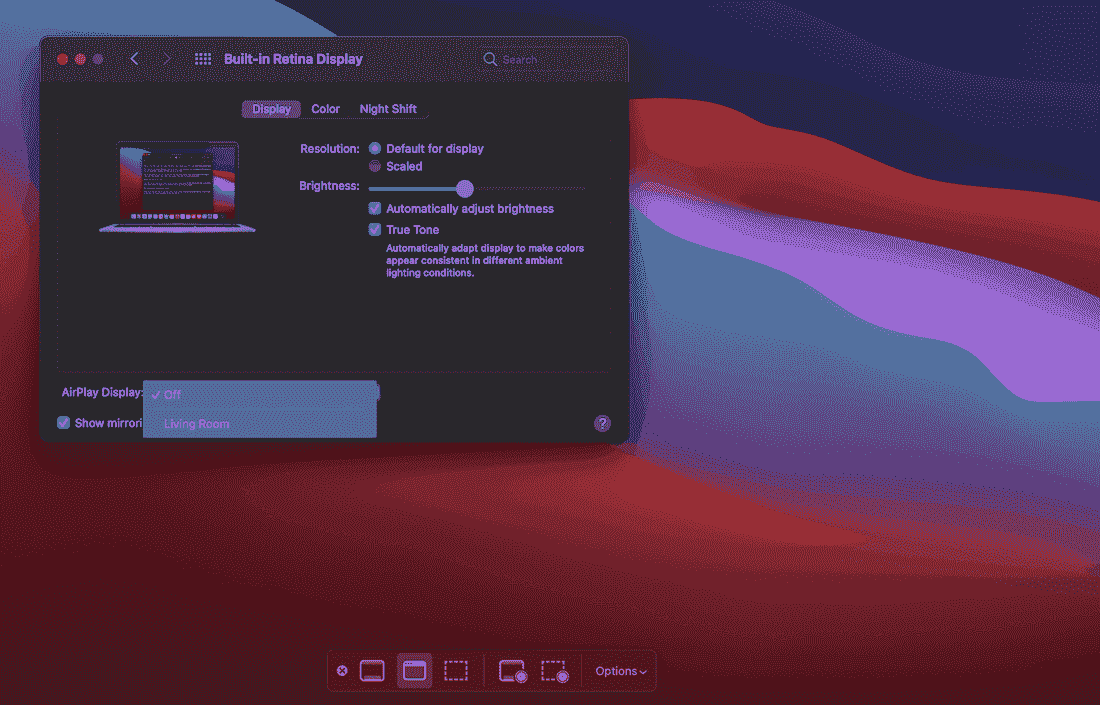 Built-in Retina Display
Search
Display Color Night Shift
Resolution: Default for display
Scaled
Brightness:
Automatically adjust brightness
True Tone
Automatically adapt display to make colors
appear consistent in different ambient
lighting conditions.
AirPlay Display: ✓ Off
Show mirrori
Living Room
?
Options